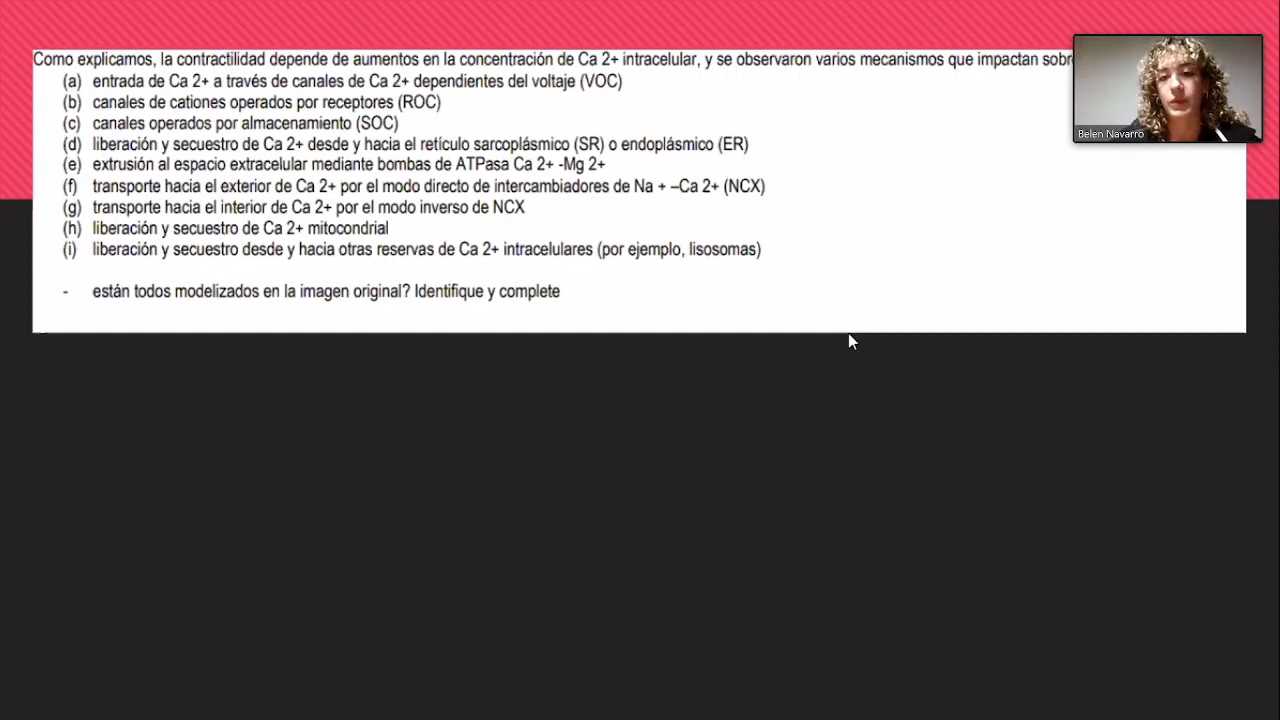 Como explicamos, la contractilidad depende de aumentos en la concentración de Ca 2+ intracelular, y se observaron varios mecanismos que impactan
(a) entrada de Ca 2+ a través de canales de Ca 2+ dependientes del voltaje (VOC)
(b) canales de cationes operados por receptores (ROC)
(c) canales operados por almacenamiento (SOC)
(d) liberación y secuestro de Ca 2+ desde y hacia el retículo sarcoplásmico (SR) o endoplásmico (ER)
(e) extrusión al espacio extracelular mediante bombas de ATPasa Ca 2+ -Mg 2+
(f) transporte hacia el exterior de Ca 2+ por el modo directo de intercambiadores de Na + –Ca 2+ (NCX)
(g) transporte hacia el interior de Ca 2+ por el modo inverso de NCX
(h) liberación y secuestro de Ca 2+ mitocondrial
(i) liberación y secuestro desde y hacia otras reservas de Ca 2+ intracelulares (por ejemplo, lisosomas)
- están todos modelizados en la imagen original? Identifique y complete
Belen Navarro